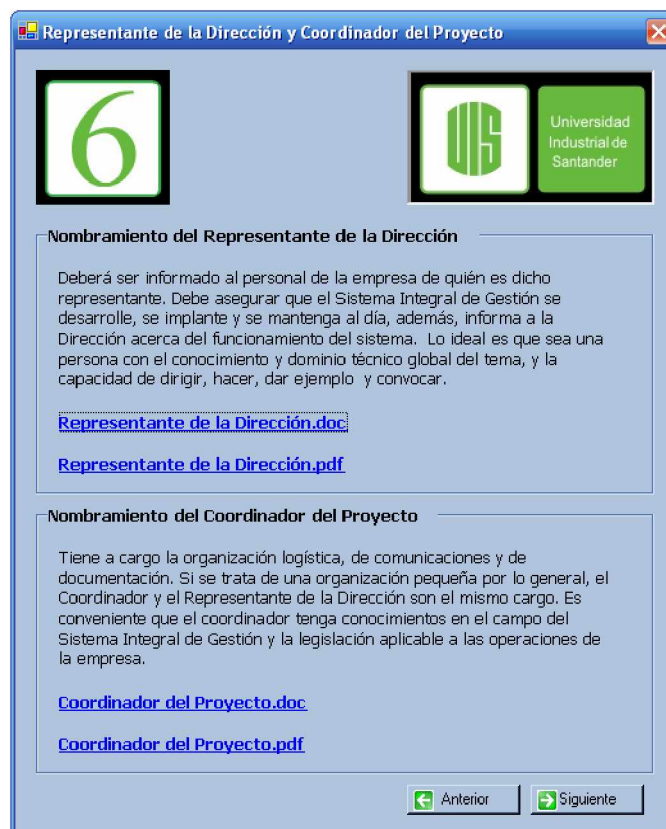 Representante de la Dirección y Coordinador del Proyecto
6
UIS
Universidad
Industrial de
Santander
Nombramiento del Representante de la Dirección
Deberá ser informado al personal de la empresa de quién es dicho
representante. Debe asegurar que el Sistema Integral de Gestión se
desarrolle, se implante y se mantenga al día, además, informa a la
Dirección acerca del funcionamiento del sistema. Lo ideal es que sea una
persona con el conocimiento y dominio técnico global del tema, y la
capacidad de dirigir, hacer, dar ejemplo y convocar.
Representante de la Dirección.doc
Representante de la Dirección.pdf
Nombramiento del Coordinador del Proyecto
Tiene a cargo la organización logística, de comunicaciones y de
documentación. Si se trata de una organización pequeña por lo general, el
Coordinador y el Representante de la Dirección son el mismo cargo. Es
conveniente que el coordinador tenga conocimientos en el campo del
Sistema Integral de Gestión y la legislación aplicable a las operaciones de
la empresa.
Coordinador del Proyecto.doc
Coordinador del Proyecto.pdf
Anterior
Siguiente